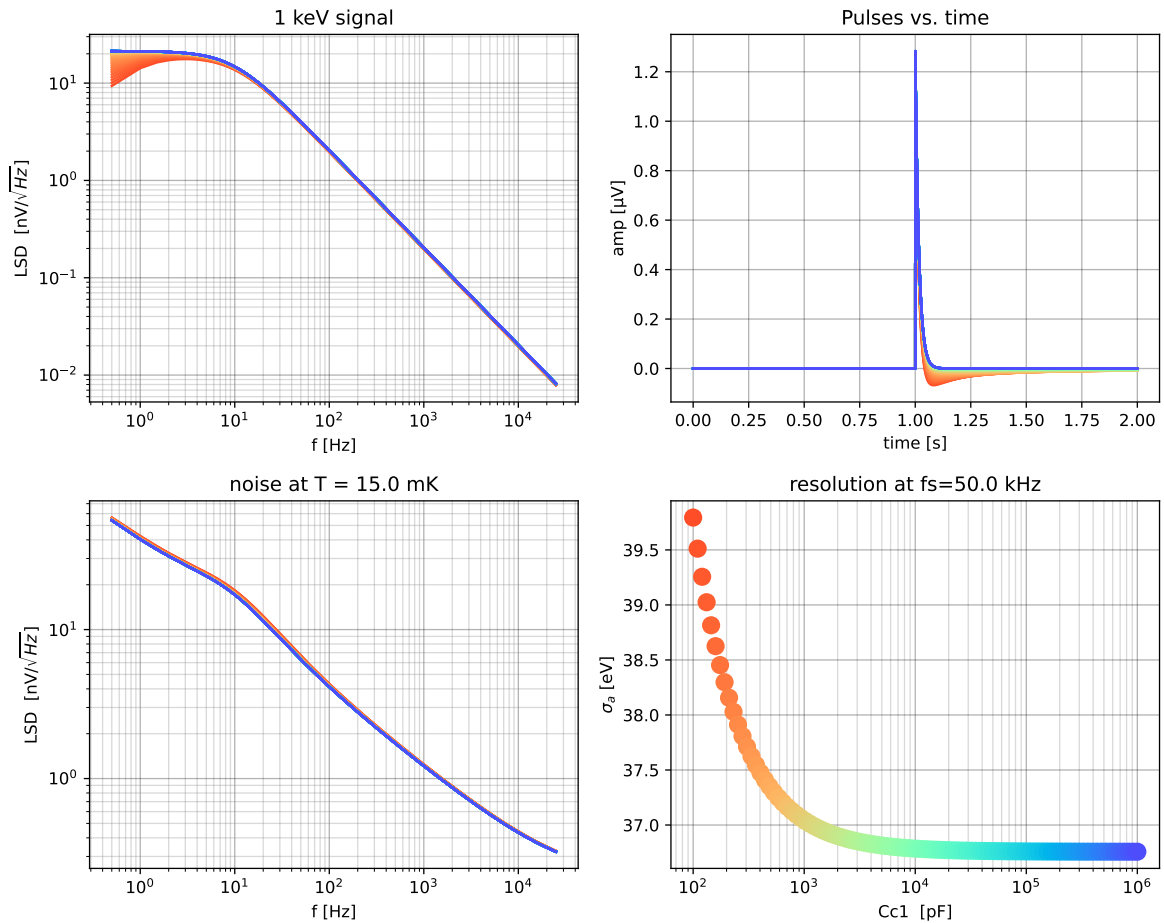 1 keV signal
LSD [nV/√Hz]
10¹
10⁰
10⁻¹
10⁻²
10⁰ 10¹ 10² 10³ 10⁴
f [Hz]
Pulses vs. time
amp [µV]
1.2
1.0
0.8
0.6
0.4
0.2
0.0
0.00 0.25 0.50 0.75 1.00 1.25 1.50 1.75 2.00
time [s]
noise at T = 15.0 mK
LSD [nV/√Hz]
10¹
10⁰
10⁰ 10¹ 10² 10³ 10⁴
f [Hz]
resolution at fs=50.0 kHz
σₐ [eV]
39.5
39.0
38.5
38.0
37.5
37.0
10² 10³ 10⁴ 10⁵ 10⁶
Cc1 [pF]